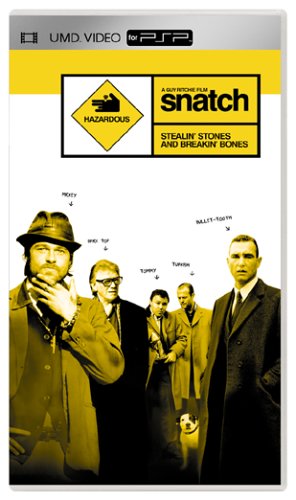 UMD. VIDEO for PSP
HAZARDOUS
A GUY RITCHIE FILM
snatch
STEALIN' STONES
AND BREAKIN' BONES
MICKEY
BRICK TOP
TOMMY
TURKISH
BULLET-TOOTH